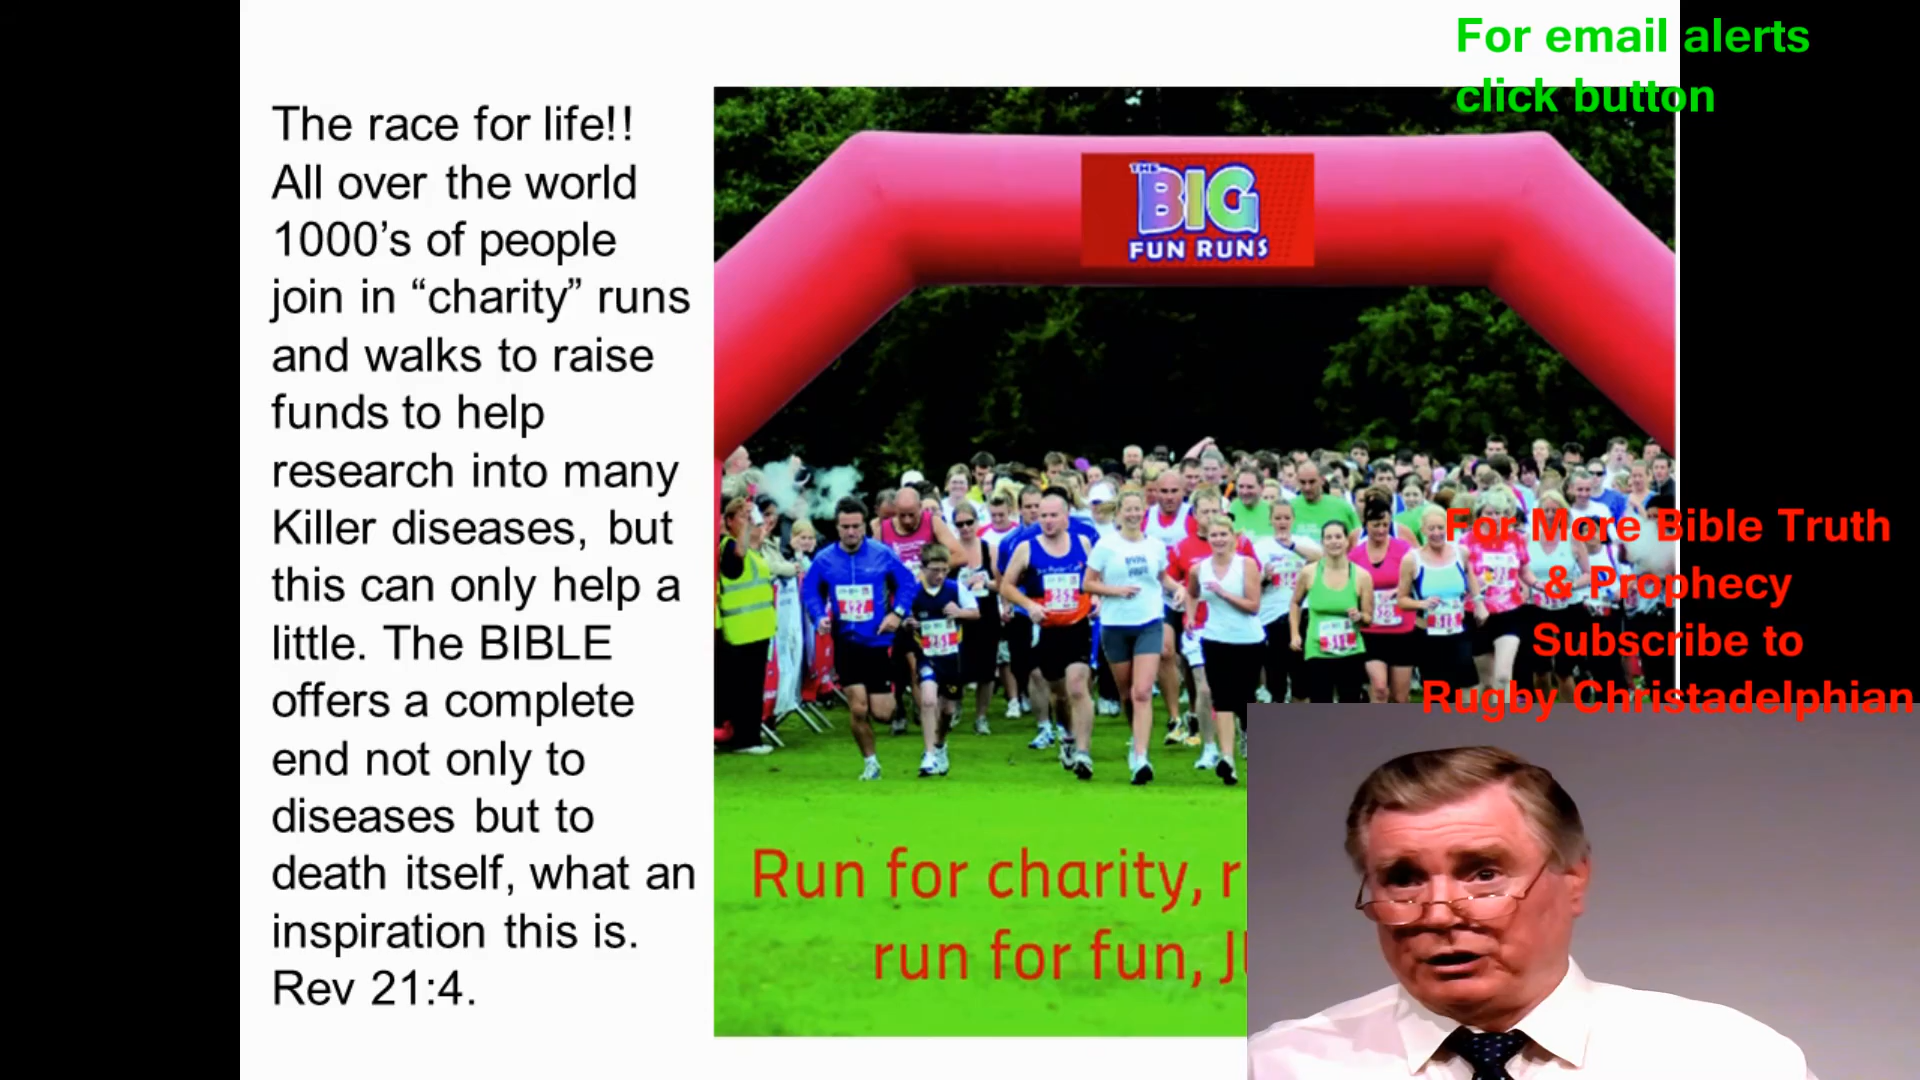 The race for life!!
All over the world
1000’s of people
join in “charity” runs
and walks to raise
funds to help
research into many
Killer diseases, but
this can only help a
little. The BIBLE
offers a complete
end not only to
diseases but to
death itself, what an
inspiration this is.
Rev 21:4.
THE
BIG
FUN RUNS
Run for charity, r
run for fun, J
For email alerts
click button
For More Bible Truth
& Prophecy
Subscribe to
Rugby Christadelphian